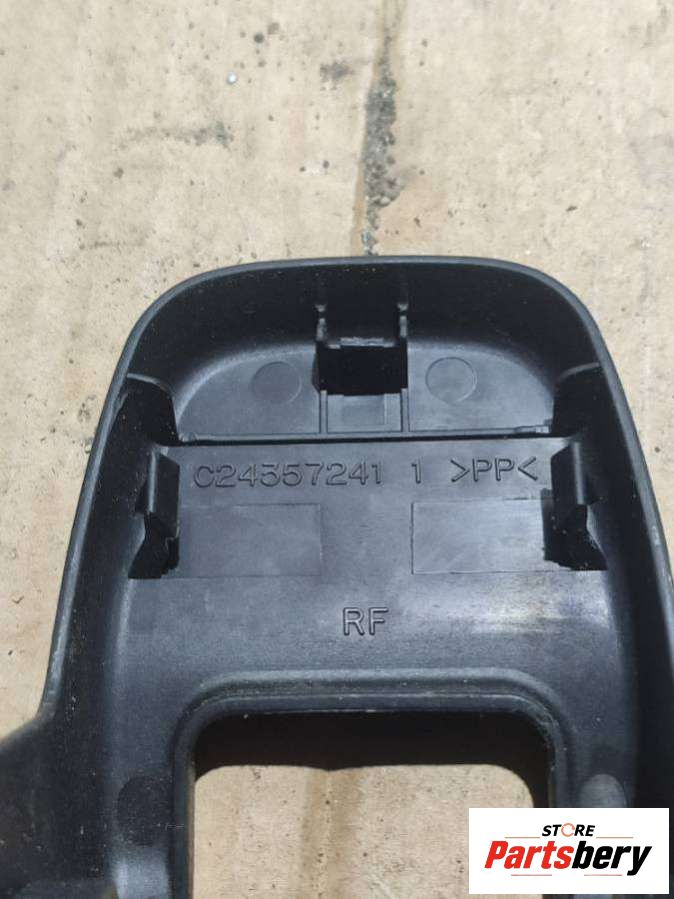 C24557241 1 >PP<
RF
STORE
Partsbery